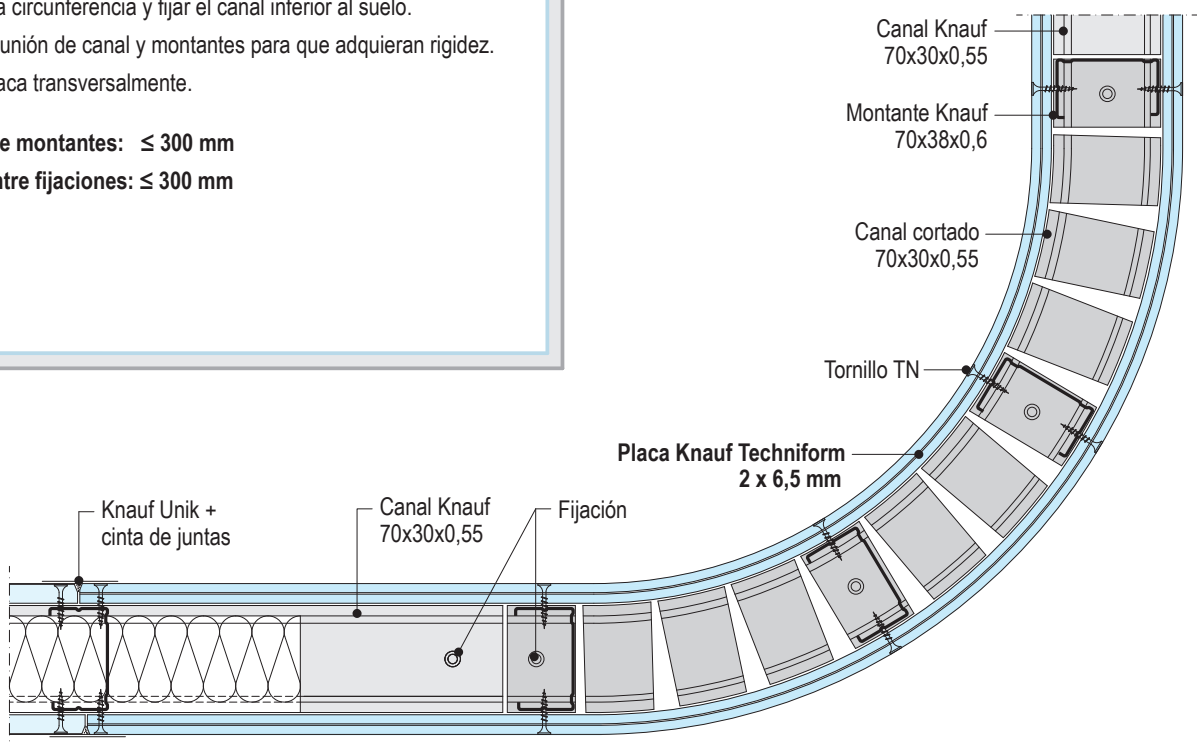 a circunferencia y fijar el canal inferior al suelo.
unión de canal y montantes para que adquieran rigidez.
aca transversalmente.
e montantes: ≤ 300 mm
ntre fijaciones: ≤ 300 mm
Canal Knauf
70x30x0,55
Montante Knauf
70x38x0,6
Canal cortado
70x30x0,55
Tornillo TN
Placa Knauf Techniform
2 x 6,5 mm
Knauf Unik +
cinta de juntas
Canal Knauf
70x30x0,55
Fijación